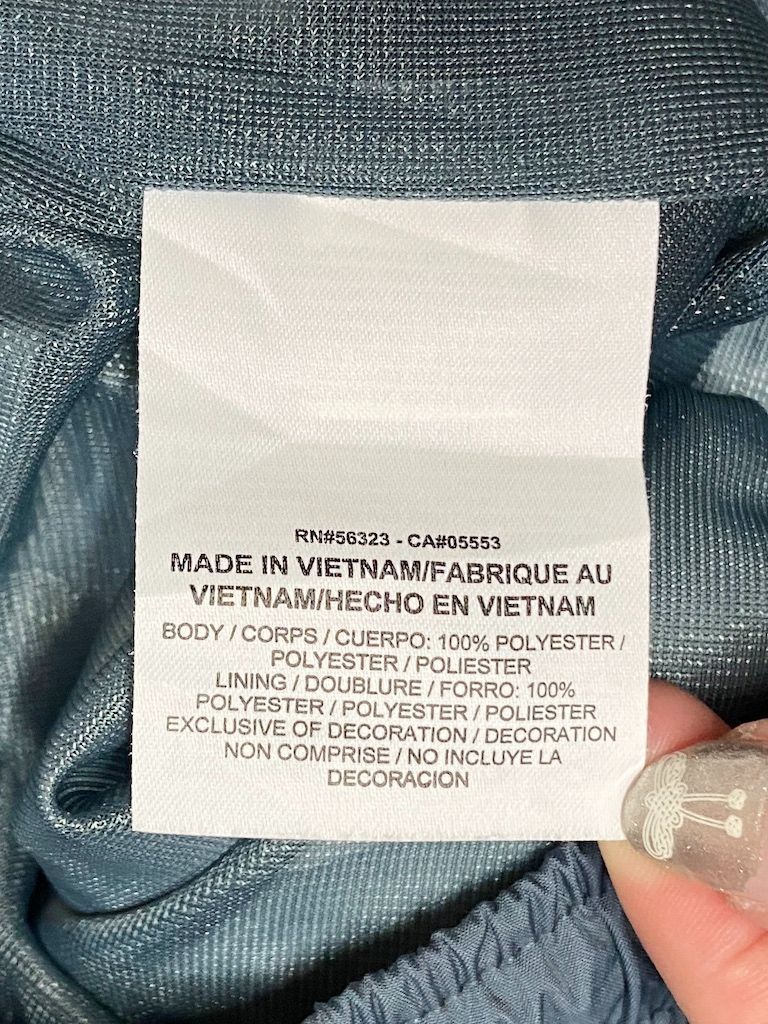 RN#56323 - CA#05553
MADE IN VIETNAM/FABRIQUE AU
VIETNAM/HECHO EN VIETNAM
BODY / CORPS / CUERPO: 100% POLYESTER /
POLYESTER / POLIESTER
LINING / DOUBLURE / FORRO: 100%
POLYESTER / POLYESTER / POLIESTER
EXCLUSIVE OF DECORATION / DECORATION
NON COMPRISE / NO INCLUYE LA
DECORACION